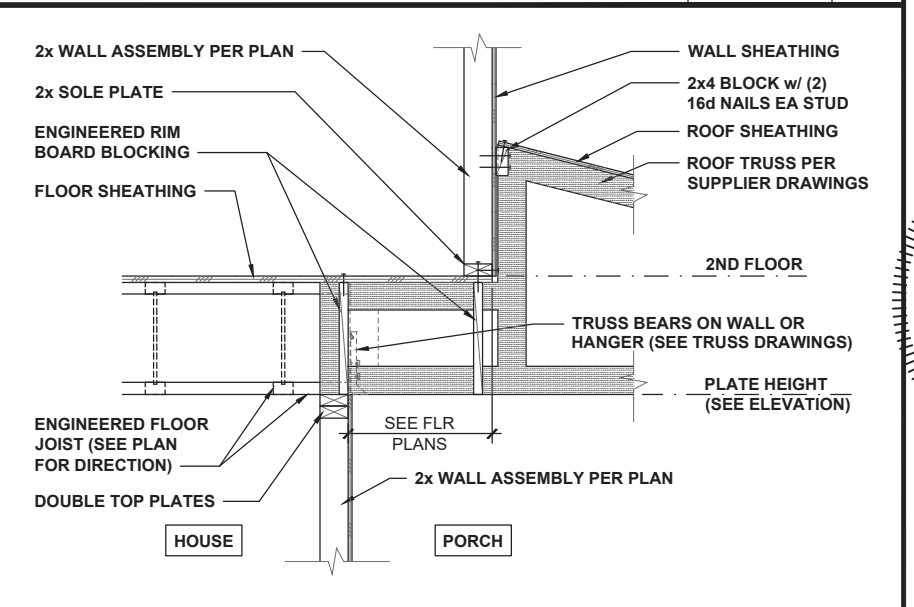 2x WALL ASSEMBLY PER PLAN
2x SOLE PLATE
ENGINEERED RIM
BOARD BLOCKING
FLOOR SHEATHING
WALL SHEATHING
2x4 BLOCK w/ (2)
16d NAILS EA STUD
ROOF SHEATHING
ROOF TRUSS PER
SUPPLIER DRAWINGS
2ND FLOOR
TRUSS BEARS ON WALL OR
HANGER (SEE TRUSS DRAWINGS)
PLATE HEIGHT
(SEE ELEVATION)
ENGINEERED FLOOR
JOIST (SEE PLAN
FOR DIRECTION)
DOUBLE TOP PLATES
SEE FLR
PLANS
2x WALL ASSEMBLY PER PLAN
HOUSE
PORCH